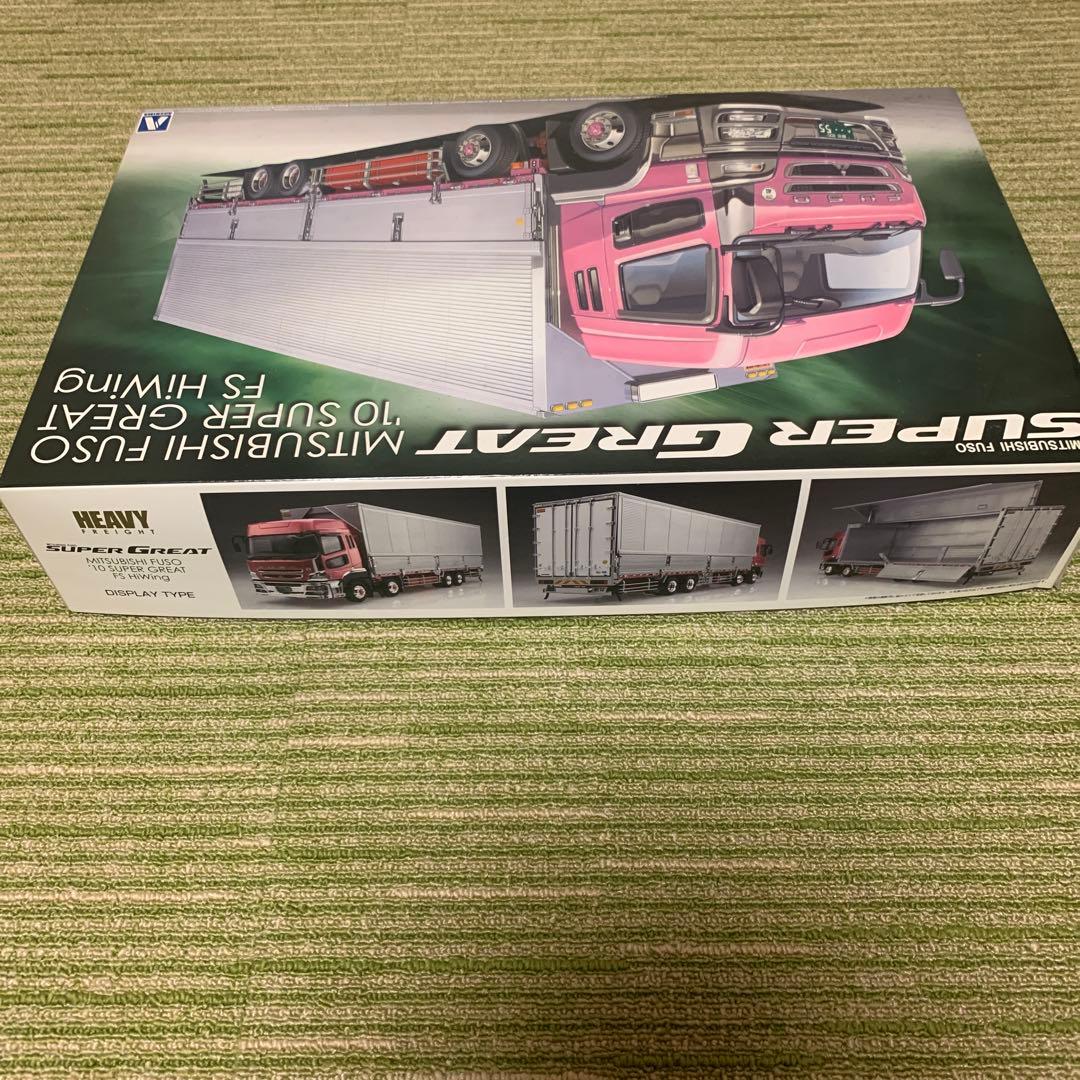 MITSUBISHI FUSO
SUPER GREAT
MITSUBISHI FUSO
'10 SUPER GREAT
FS HiWing
HEAVY
FREIGHT
SUPER GREAT
MITSUBISHI FUSO
'10 SUPER GREAT
FS HiWing
DISPLAY TYPE